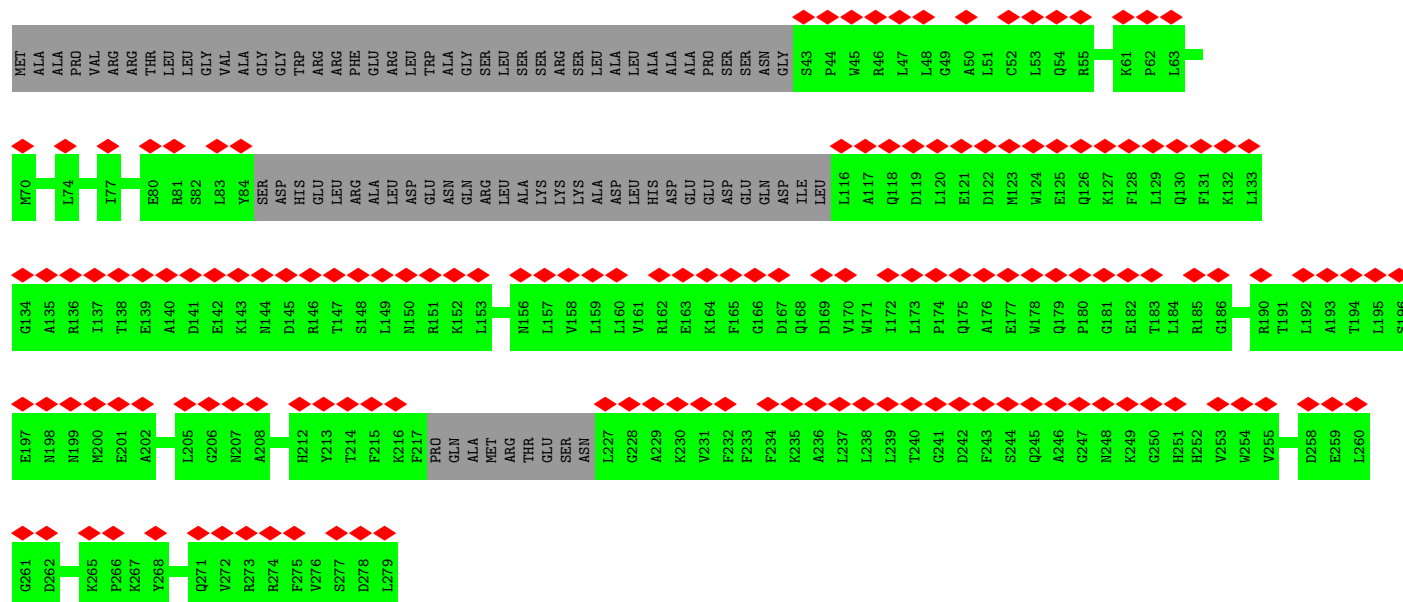 MET ALA ALA PRO VAL ARG ARG THR LEU LEU GLY VAL ALA GLY GLY TRP ARG ARG PHE GLU ARG LEU TRP ALA GLY SER LEU SER SER ARG SER LEU ALA LEU ALA ALA ALA PRO SER SER ASN GLY S43 P44 W45 R46 L47 L48 G49 A50 L51 C52 L53 Q54 R55 K61 P62 L63
M70 L74 I77 E80 R81 S82 L83 Y84 SER ASP HIS GLU LEU ARG ALA LEU ASP GLU ASN GLN ARG LEU ALA LYS LYS LYS ALA ASP LEU HIS ASP GLU GLU ASP GLU GLN ASP ILE LEU L116 A117 Q118 D119 L120 E121 D122 M123 W124 E125 Q126 K127 F128 L129 Q130 F131 K132 L133
G134 A135 R136 I137 T138 E139 A140 D141 E142 K143 N144 D145 R146 T147 S148 L149 N150 R151 K152 L153 N156 L157 V158 L159 L160 V161 R162 E163 K164 F165 G166 D167 Q168 D169 V170 W171 I172 L173 P174 Q175 A176 E177 W178 Q179 P180 G181 E182 T183 L184 R185 G186 R190 T191 L192 A193 T194 L195 S196
E197 N198 N199 M200 E201 A202 L205 G206 N207 A208 H212 Y213 T214 F215 K216 F217 PRO GLN ALA MET ARG THR GLU SER ASN L227 G228 A229 K230 V231 F232 F233 F234 K235 A236 L237 L238 L239 T240 G241 D242 F243 S244 Q245 A246 G247 N248 K249 G250 H251 H252 V253 W254 V255 D258 E259 L260
G261 D262 K265 P266 K267 Y268 Q271 V272 R273 R274 F275 V276 S277 D278 L279